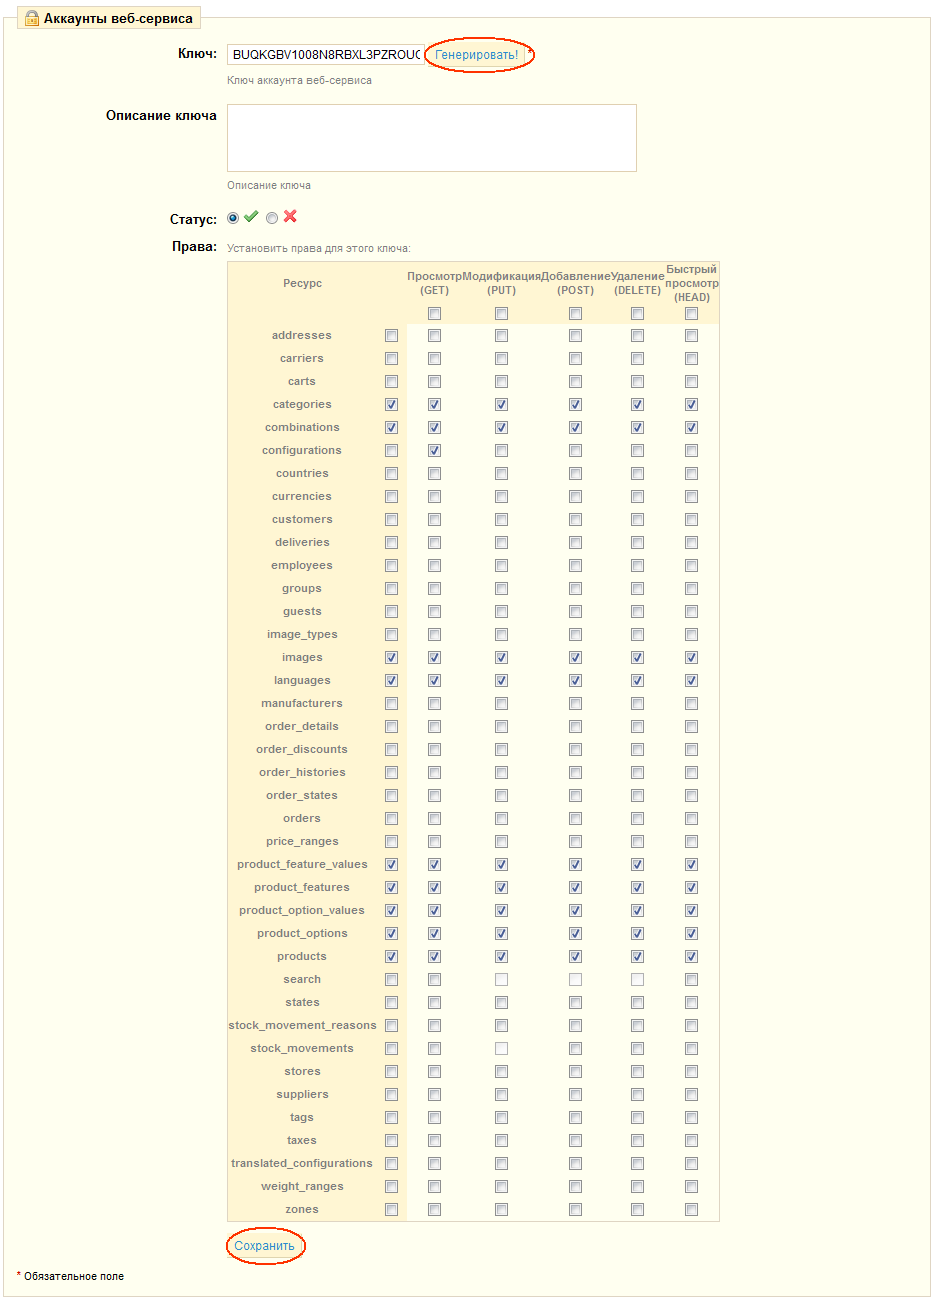 Аккаунты веб-сервиса
Ключ: BUQKGBV1008N8RBXL3PZROUC Генерировать! *
Ключ аккаунта веб-сервиса
Описание ключа
Описание ключа
Статус:
Права: Установить права для этого ключа:
Ресурс Просмотр (GET) Модификация (PUT) Добавление (POST) Удаление (DELETE) Быстрый просмотр (HEAD)
addresses
carriers
carts
categories
combinations
configurations
countries
currencies
customers
deliveries
employees
groups
guests
image_types
images
languages
manufacturers
order_details
order_discounts
order_histories
order_states
orders
price_ranges
product_feature_values
product_features
product_option_values
product_options
products
search
states
stock_movement_reasons
stock_movements
stores
suppliers
tags
taxes
translated_configurations
weight_ranges
zones
Сохранить
* Обязательное поле